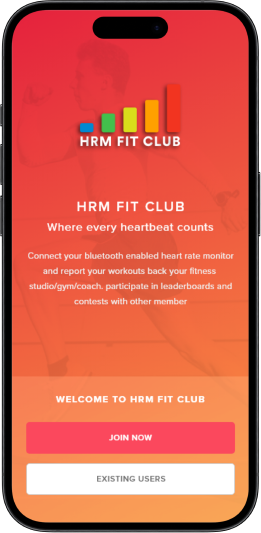 HRM FIT CLUB
HRM FIT CLUB
Where every heartbeat counts
Connect your bluetooth enabled heart rate monitor
and report your workouts back your fitness
studio/gym/coach. participate in leaderboards and
contests with other member
WELCOME TO HRM FIT CLUB
JOIN NOW
EXISTING USERS